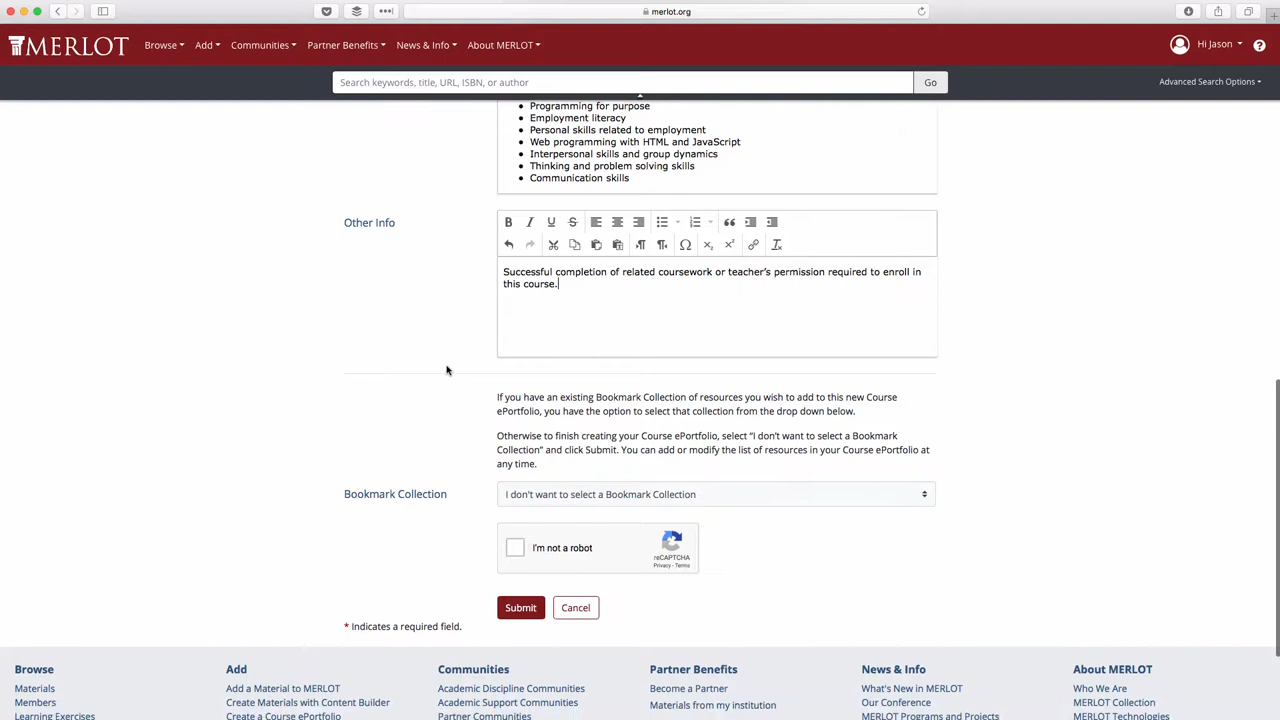 merlot.org
MERLOT
Browse
Add
Communities
Partner Benefits
News & Info
About MERLOT
Hi Jason
?
Search keywords, title, URL, ISBN, or author
Go
Advanced Search Options
Programming for purpose
Employment literacy
Personal skills related to employment
Web programming with HTML and JavaScript
Interpersonal skills and group dynamics
Thinking and problem solving skills
Communication skills
Other Info
Successful completion of related coursework or teacher's permission required to enroll in
this course.
If you have an existing Bookmark Collection of resources you wish to add to this new Course
ePortfolio, you have the option to select that collection from the drop down below.
Otherwise to finish creating your Course ePortfolio, select "I don't want to select a Bookmark
Collection" and click Submit. You can add or modify the list of resources in your Course ePortfolio at
any time.
Bookmark Collection
I don't want to select a Bookmark Collection
I'm not a robot
reCAPTCHA
Privacy - Terms
Submit
Cancel
* Indicates a required field.
Browse
Add
Communities
Partner Benefits
News & Info
About MERLOT
Materials
Add a Material to MERLOT
Academic Discipline Communities
Become a Partner
What's New in MERLOT
Who We Are
Members
Create Materials with Content Builder
Academic Support Communities
Materials from my institution
Our Conference
MERLOT Collection
Learning Exercises
Create a Course ePortfolio
Partner Communities
MERLOT Programs and Projects
MERLOT Technologies